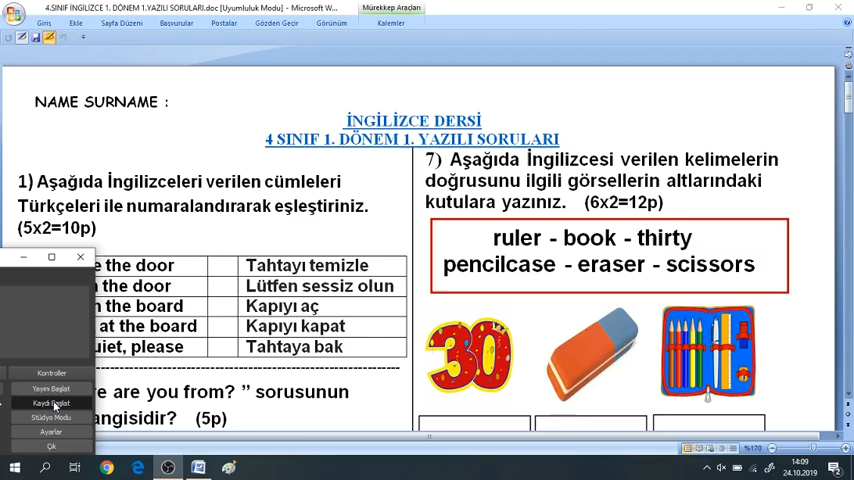 4.SINIF İNGİLİZCE 1. DÖNEM 1.YAZILI SORULARI.doc [Uyumluluk Modu] - Microsoft W...
Mürekkep Araçları
Giriş Ekle Sayfa Düzeni Başvurular Postalar Gözden Geçir Görünüm Kalemler
NAME SURNAME :
İNGİLİZCE DERSİ
4 SINIF 1. DÖNEM 1. YAZILI SORULARI
1) Aşağıda İngilizceleri verilen cümleleri
Türkçeleri ile numaralandırarak eşleştiriniz.
(5x2=10p)
e the door Tahtayı temizle
n the door Lütfen sessiz olun
n the board Kapıyı aç
at the board Kapıyı kapat
uiet, please Tahtaya bak
re are you from? ” sorusunun
angisidir? (5p)
7) Aşağıda İngilizcesi verilen kelimelerin
doğrusunu ilgili görsellerin altlarındaki
kutulara yazınız. (6x2=12p)
ruler - book - thirty
pencilcase - eraser - scissors
30
Kontroller
Yayını Başlat
Kaydı Başlat
Stüdyo Modu
Ayarlar
Çık
%170
14:09
24.10.2019
2